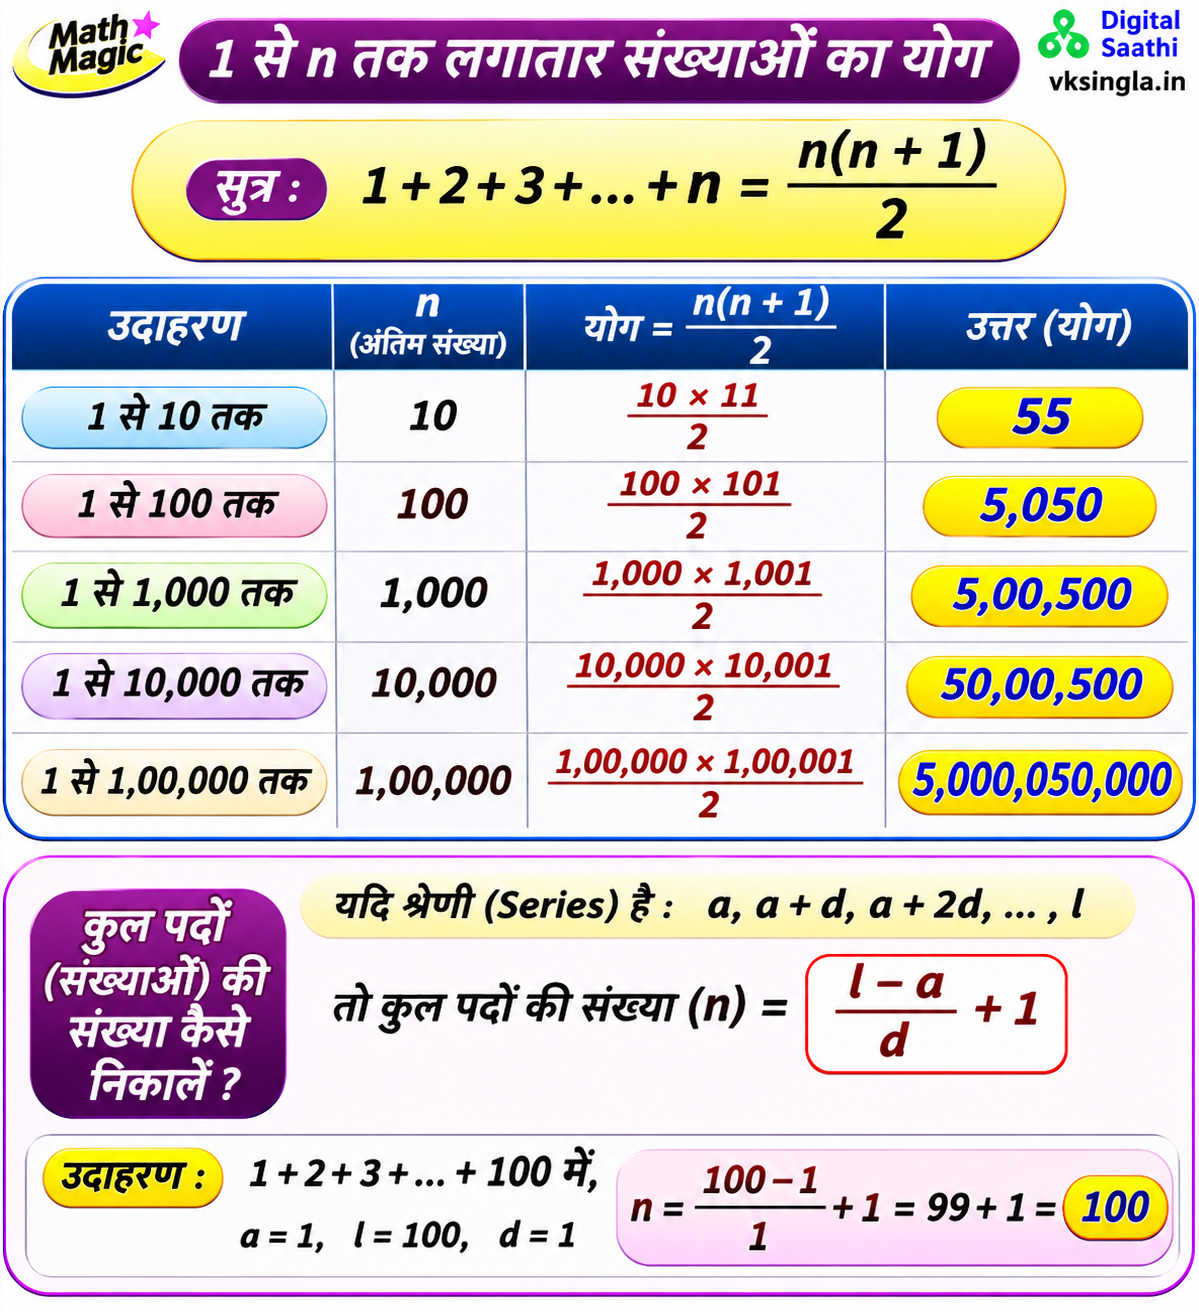 Math Magic
1 से n तक लगातार संख्याओं का योग
Digital Saathi
vksingla.in
सुत्र : 1 + 2 + 3 + ... + n = n(n + 1) / 2
उदाहरण
n (अंतिम संख्या)
योग = n(n + 1) / 2
उत्तर (योग)
1 से 10 तक 10 10 × 11 / 2 55
1 से 100 तक 100 100 × 101 / 2 5,050
1 से 1,000 तक 1,000 1,000 × 1,001 / 2 5,00,500
1 से 10,000 तक 10,000 10,000 × 10,001 / 2 50,00,500
1 से 1,00,000 तक 1,00,000 1,00,000 × 1,00,001 / 2 5,000,050,000
कुल पदों
(संख्याओं) की
संख्या कैसे
निकालें ?
यदि श्रेणी (Series) है : a, a + d, a + 2d, ... , l
तो कुल पदों की संख्या (n) = l – a / d + 1
उदाहरण : 1 + 2 + 3 + ... + 100 में,
a = 1, l = 100, d = 1
n = 100 – 1 / 1 + 1 = 99 + 1 = 100